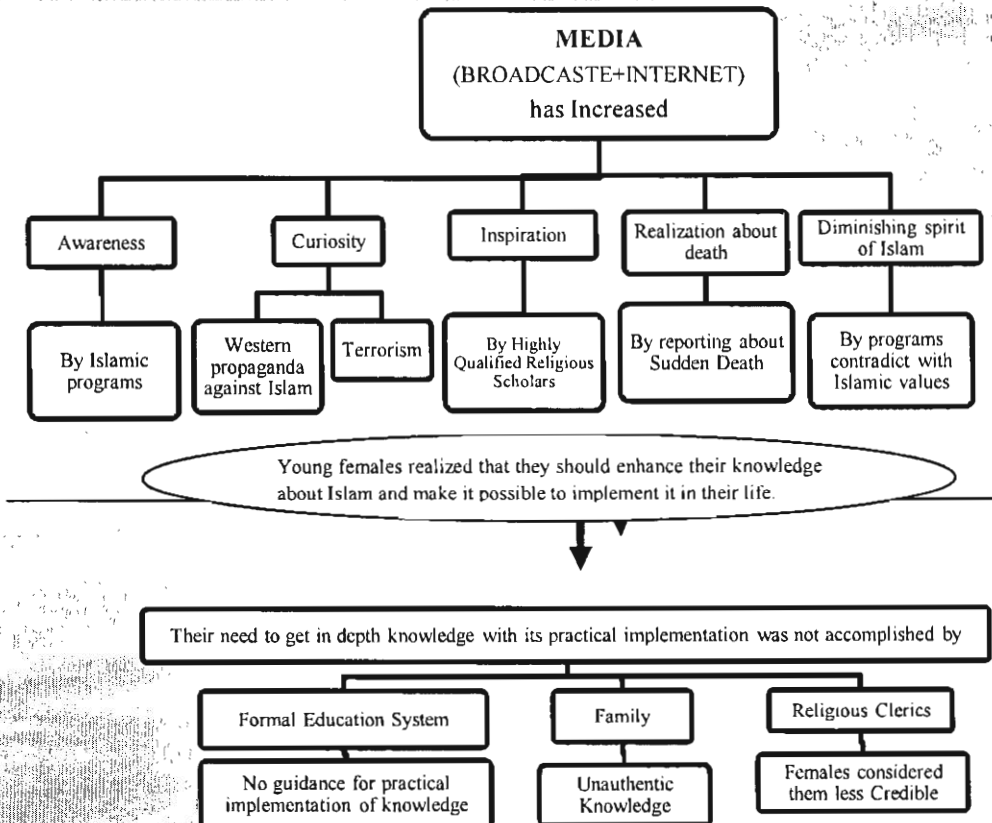 MEDIA
(BROADCASTE+INTERNET)
has Increased
Awareness
Curiosity
Inspiration
Realization about
death
Diminishing spirit
of Islam
By Islamic
programs
Western
propaganda
against Islam
Terrorism
By Highly
Qualified Religious
Scholars
By reporting about
Sudden Death
By programs
contradict with
Islamic values
Young females realized that they should enhance their knowledge
about Islam and make it possible to implement it in their life.
Their need to get in depth knowledge with its practical implementation was not accomplished by
Formal Education System
Family
Religious Clerics
No guidance for practical
implementation of knowledge
Unauthentic
Knowledge
Females considered
them less Credible